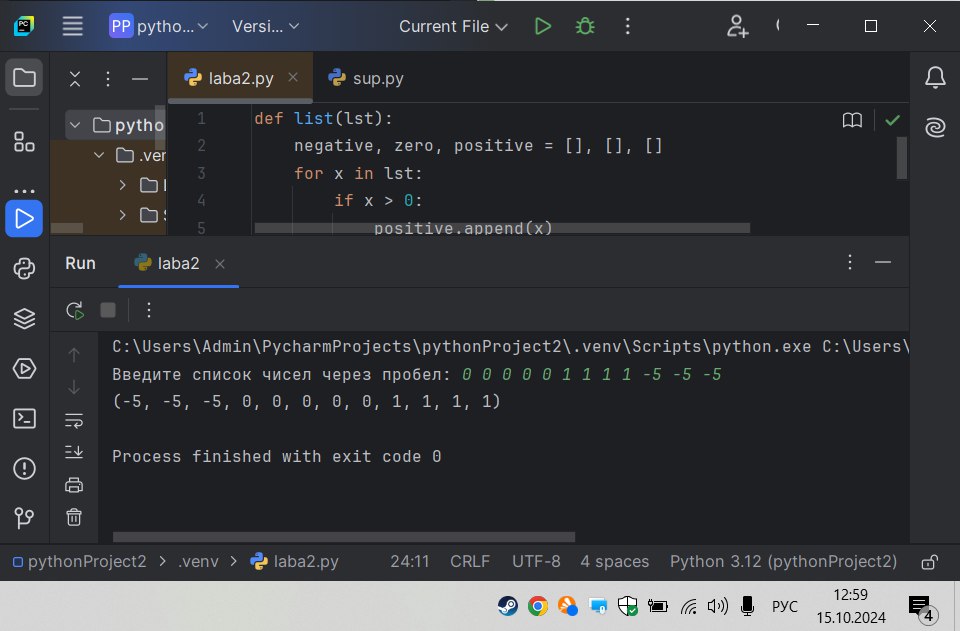 PP pytho... Versi... Current File
laba2.py sup.py
pytho
.ver
1 def list(lst):
2 negative, zero, positive = [], [], []
3 for x in lst:
4 if x > 0:
5 positive.append(x)
Run laba2
C:\Users\Admin\PycharmProjects\pythonProject2\.venv\Scripts\python.exe C:\Users\
Введите список чисел через пробел: 0 0 0 0 0 1 1 1 1 -5 -5 -5
(-5, -5, -5, 0, 0, 0, 0, 0, 1, 1, 1, 1)
Process finished with exit code 0
pythonProject2 > .venv > laba2.py 24:11 CRLF UTF-8 4 spaces Python 3.12 (pythonProject2)
РУС
12:59
15.10.2024
4